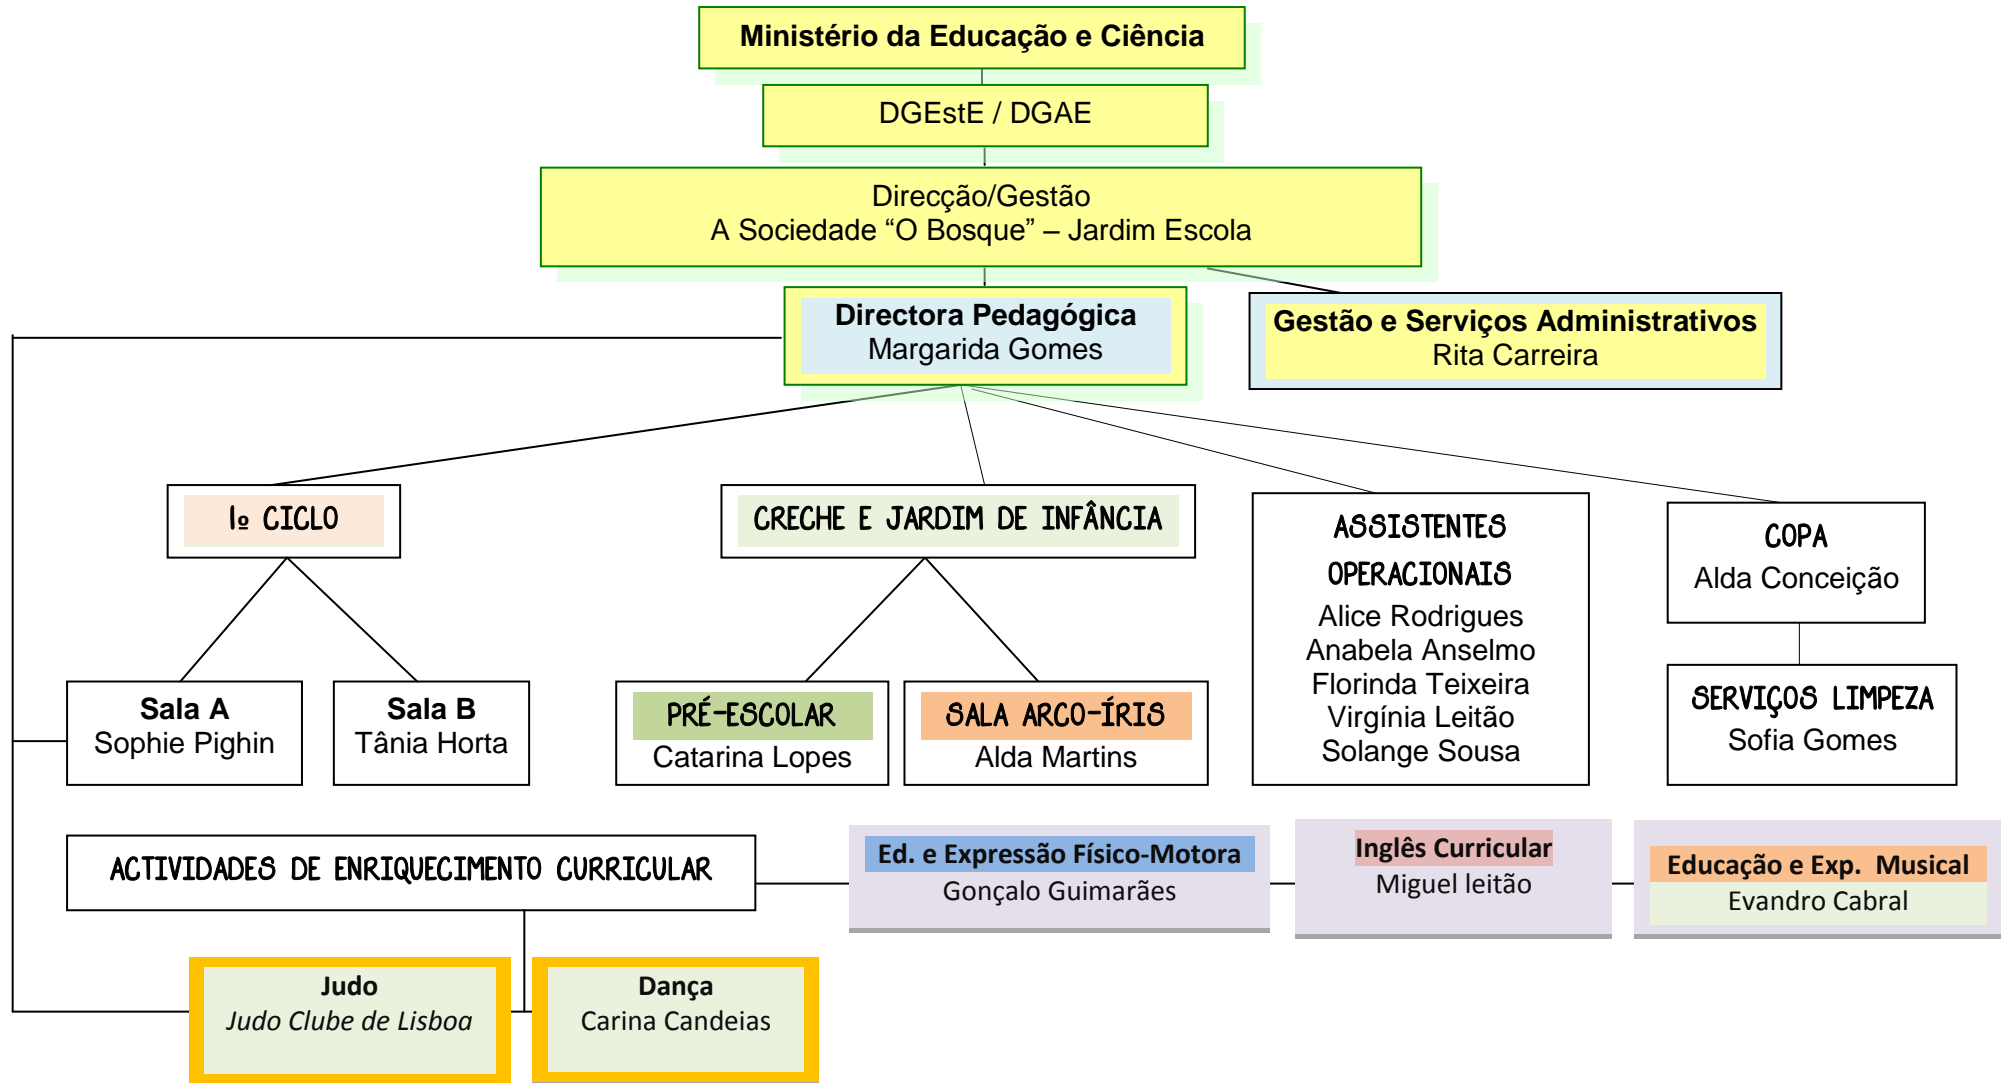 Ministério da Educação e Ciência
DGEstE / DGAE
Direcção/Gestão
A Sociedade “O Bosque” – Jardim Escola
Directora Pedagógica
Margarida Gomes
Gestão e Serviços Administrativos
Rita Carreira
1º CICLO
CRECHE E JARDIM DE INFÂNCIA
ASSISTENTES
OPERACIONAIS
Alice Rodrigues
Anabela Anselmo
Florinda Teixeira
Virgínia Leitão
Solange Sousa
COPA
Alda Conceição
Sala A
Sophie Pighin
Sala B
Tânia Horta
PRÉ-ESCOLAR
Catarina Lopes
SALA ARCO-ÍRIS
Alda Martins
SERVIÇOS LIMPEZA
Sofia Gomes
ACTIVIDADES DE ENRIQUECIMENTO CURRICULAR
Ed. e Expressão Físico-Motora
Gonçalo Guimarães
Inglês Curricular
Miguel leitão
Educação e Exp. Musical
Evandro Cabral
Judo
Judo Clube de Lisboa
Dança
Carina Candeias